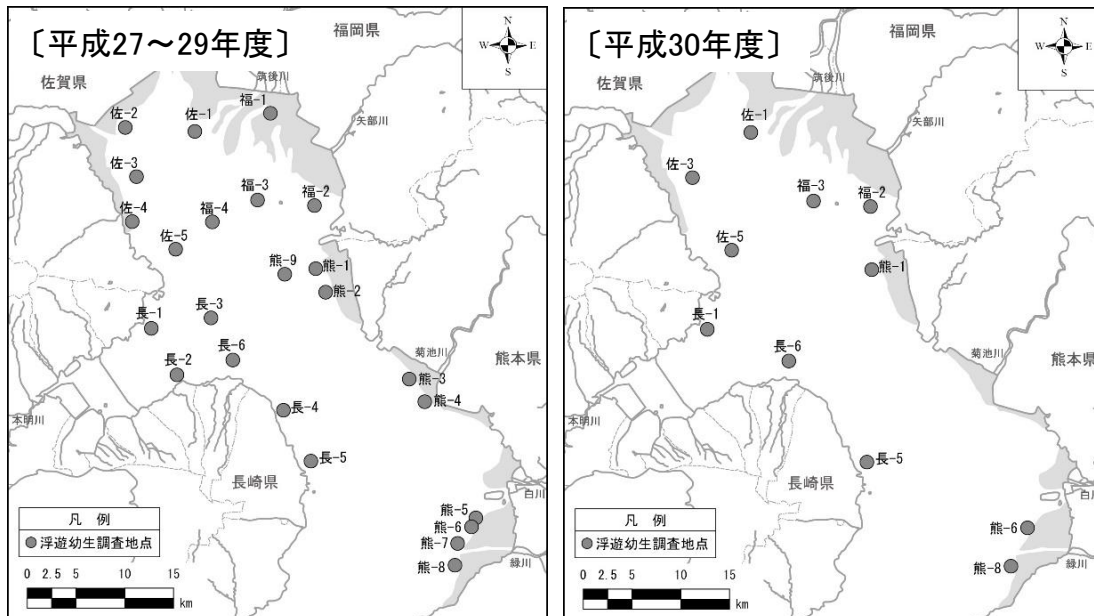 〔平成27～29年度〕
福岡県
N
W
E
S
佐賀県
筑後川
福-1
佐-2
佐-1
矢部川
佐-3
福-3
福-2
佐-4
福-4
佐-5
熊-9
熊-1
熊-2
長-3
長-1
長-6
菊池川
熊本県
長-2
熊-3
熊-4
長-4
本明川
長-5
長崎県
白川
熊-5
熊-6
熊-7
熊-8
緑川
凡 例
浮遊幼生調査地点
0 2.5 5 10 15
km
〔平成30年度〕
福岡県
N
W
E
S
佐賀県
筑後川
佐-1
矢部川
佐-3
福-3
福-2
佐-5
熊-1
長-1
長-6
菊池川
熊本県
本明川
長-5
長崎県
白川
熊-6
熊-8
緑川
凡 例
浮遊幼生調査地点
0 2.5 5 10 15
km